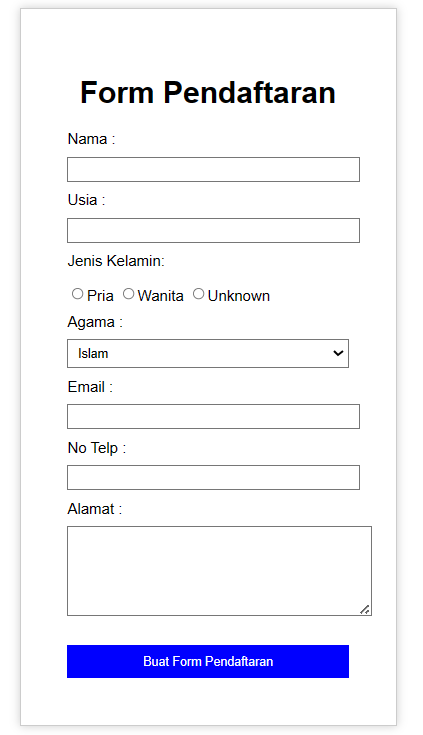 Form Pendaftaran
Nama :
Usia :
Jenis Kelamin:
Pria Wanita Unknown
Agama :
Islam
Email :
No Telp :
Alamat :
Buat Form Pendaftaran